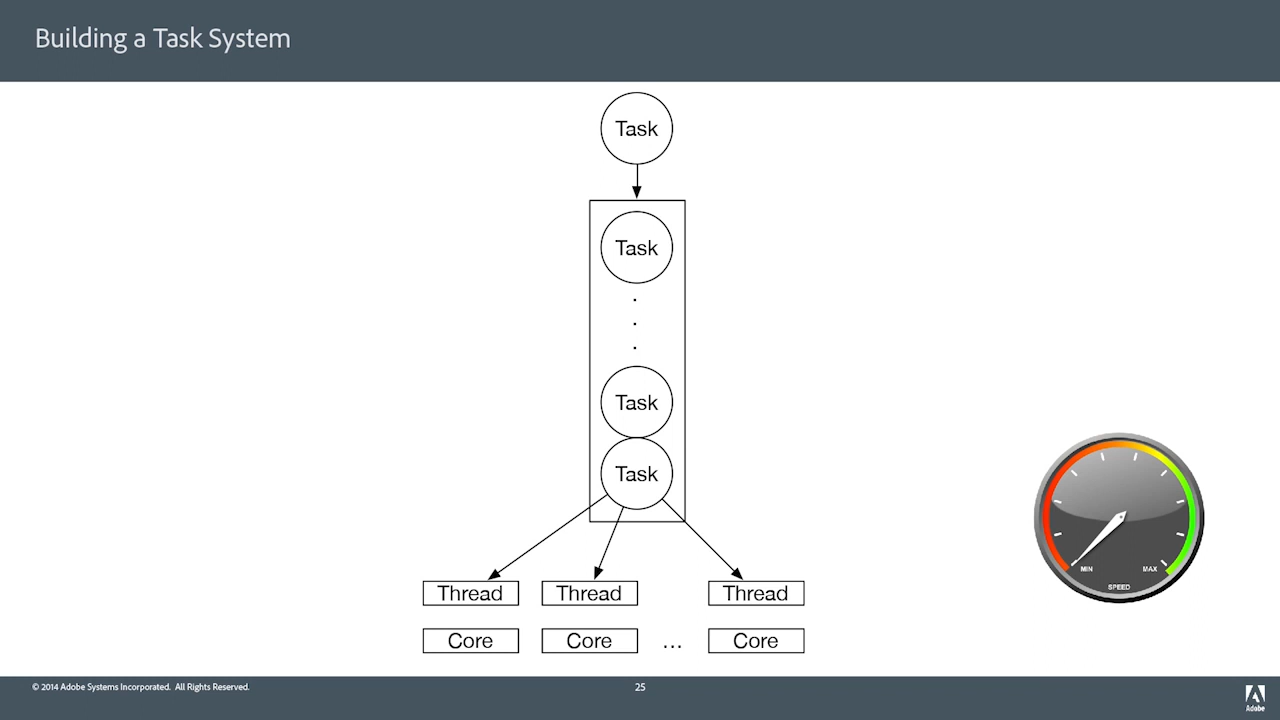 Building a Task System
Task
Task
.
.
.
Task
Task
Thread Thread Thread
Core Core ... Core
MIN MAX
SPEED
© 2014 Adobe Systems Incorporated. All Rights Reserved.
25
Adobe